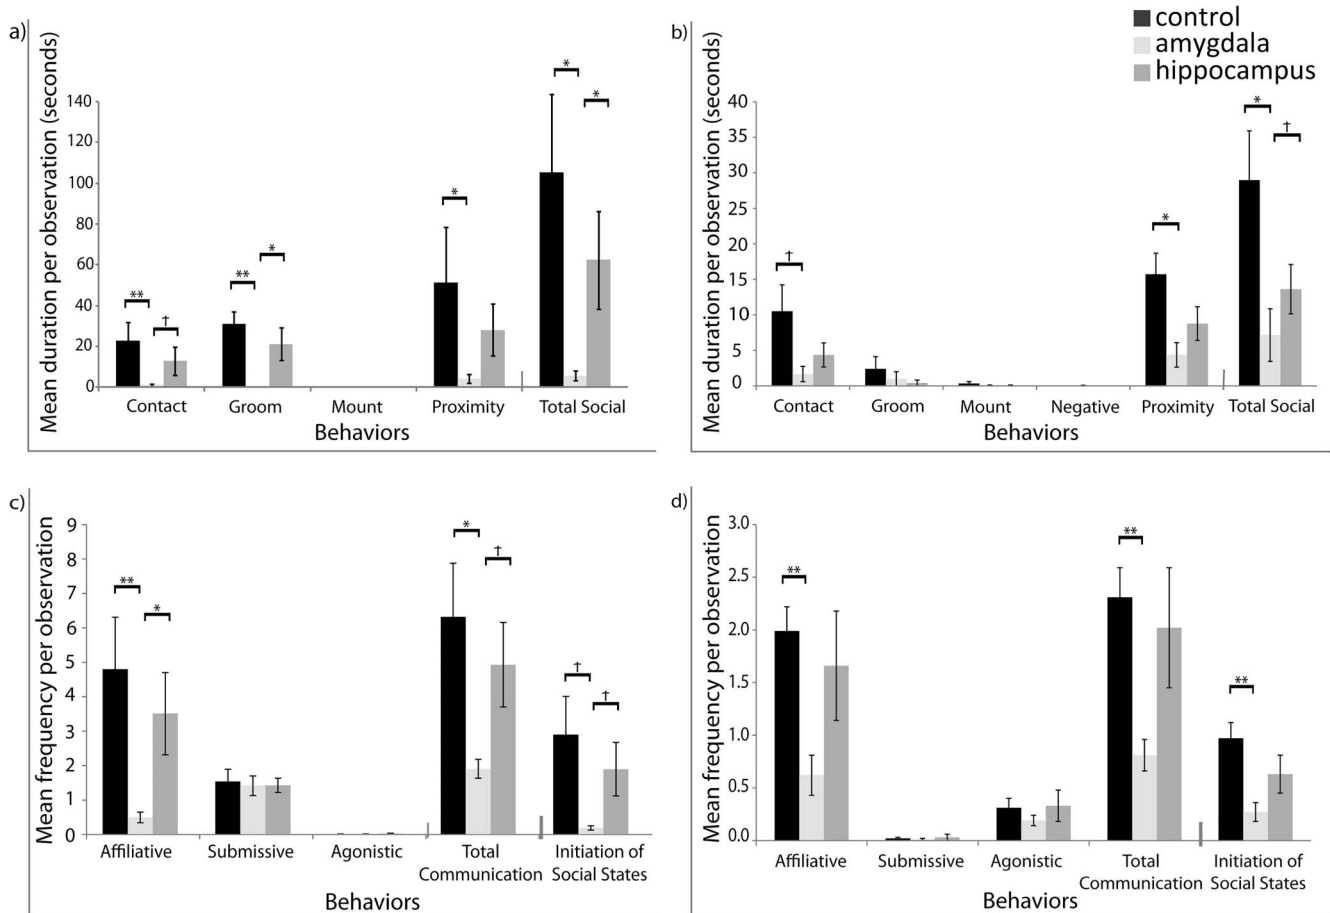 a)
Mean duration per observation (seconds)
140
120
100
80
60
40
20
0
** † ** * * * *
Contact Groom Mount Proximity Total Social
Behaviors
b)
control
amygdala
hippocampus
Mean duration per observation (seconds)
40
35
30
25
20
15
10
5
0
† * * †
Contact Groom Mount Negative Proximity Total Social
Behaviors
c)
Mean frequency per observation
9
8
7
6
5
4
3
2
1
0
** * * † † †
Affiliative Submissive Agonistic Total Initiation of
Communication Social States
Behaviors
d)
Mean frequency per observation
3.0
2.5
2.0
1.5
1.0
0.5
0.0
** ** **
Affiliative Submissive Agonistic Total Initiation of
Communication Social States
Behaviors